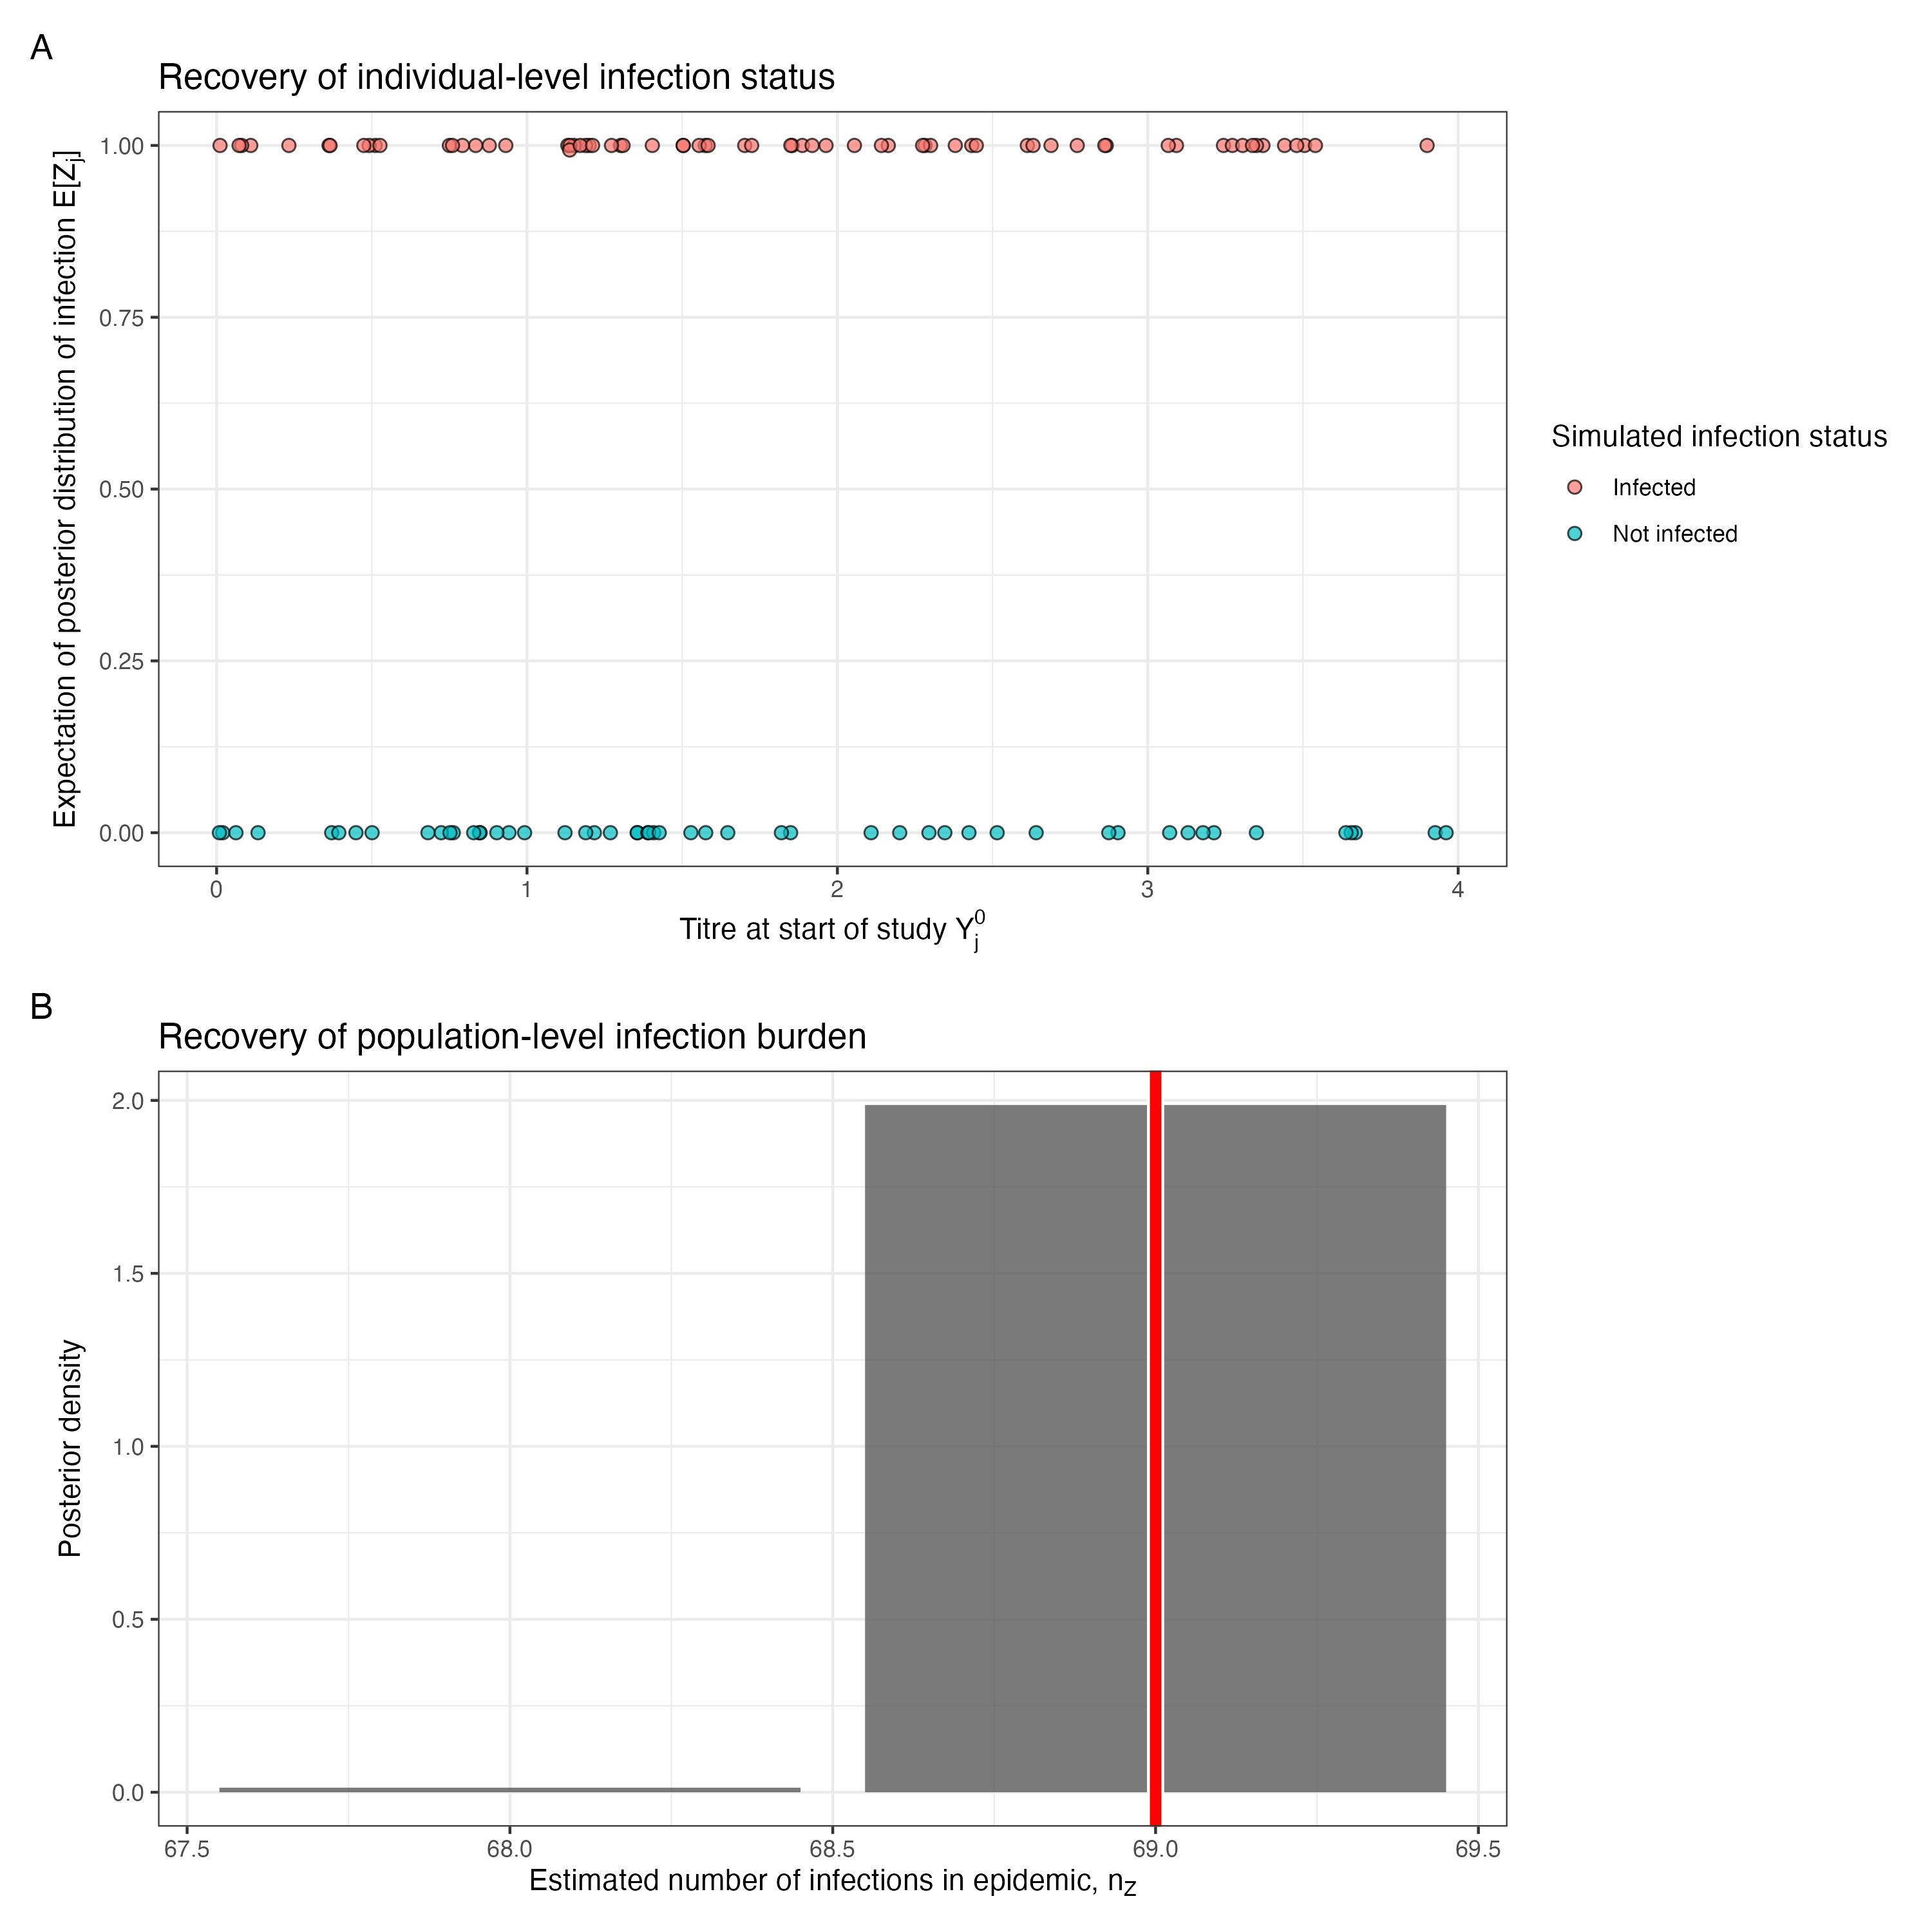 A
Recovery of individual-level infection status
Expectation of posterior distribution of infection E[Zj]
1.00
0.75
0.50
0.25
0.00
0 1 2 3 4
Titre at start of study Yj0
Simulated infection status
Infected
Not infected
B
Recovery of population-level infection burden
Posterior density
2.0
1.5
1.0
0.5
0.0
67.5 68.0 68.5 69.0 69.5
Estimated number of infections in epidemic, nZ